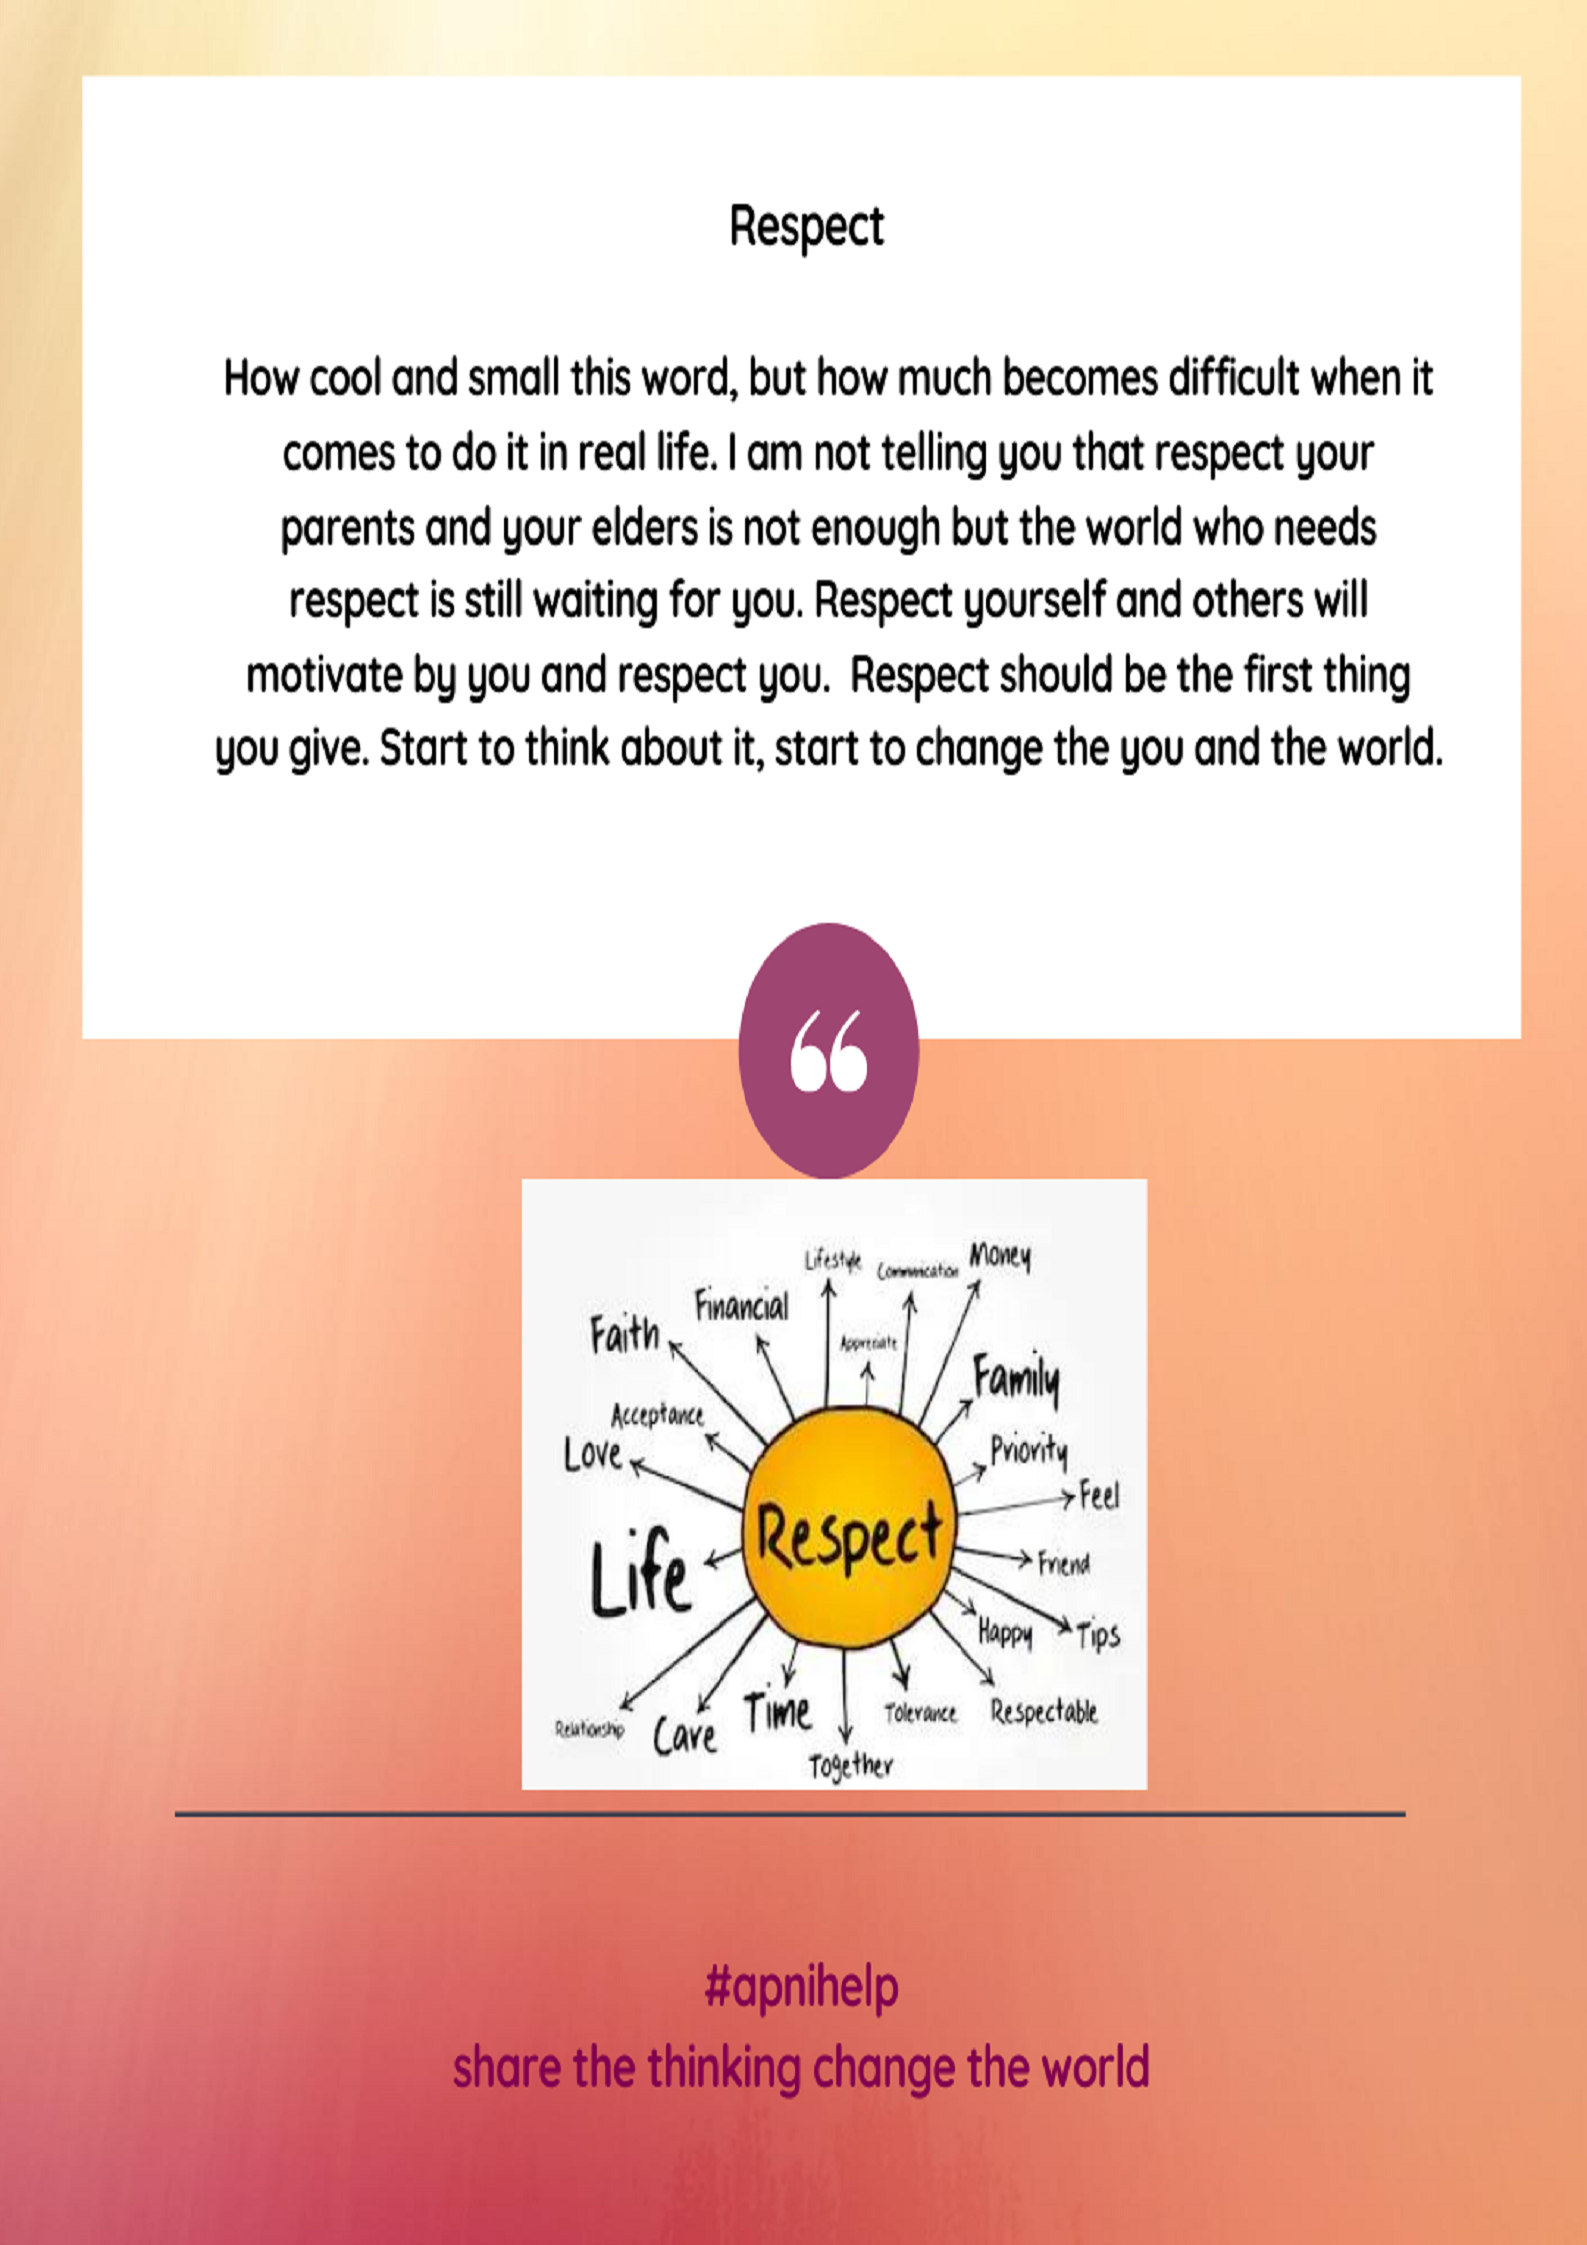 Respect
How cool and small this word, but how much becomes difficult when it
comes to do it in real life. I am not telling you that respect your
parents and your elders is not enough but the world who needs
respect is still waiting for you. Respect yourself and others will
motivate by you and respect you.  Respect should be the first thing
you give. Start to think about it, start to change the you and the world.
“
Lifestyle
Communication
Money
Financial
Faith
Appreciate
Family
Acceptance
Love
Priority
Feel
Respect
Life
Friend
Happy
Tips
Relationship
Care
Time
Tolerance
Respectable
Together
#apnihelp
share the thinking change the world